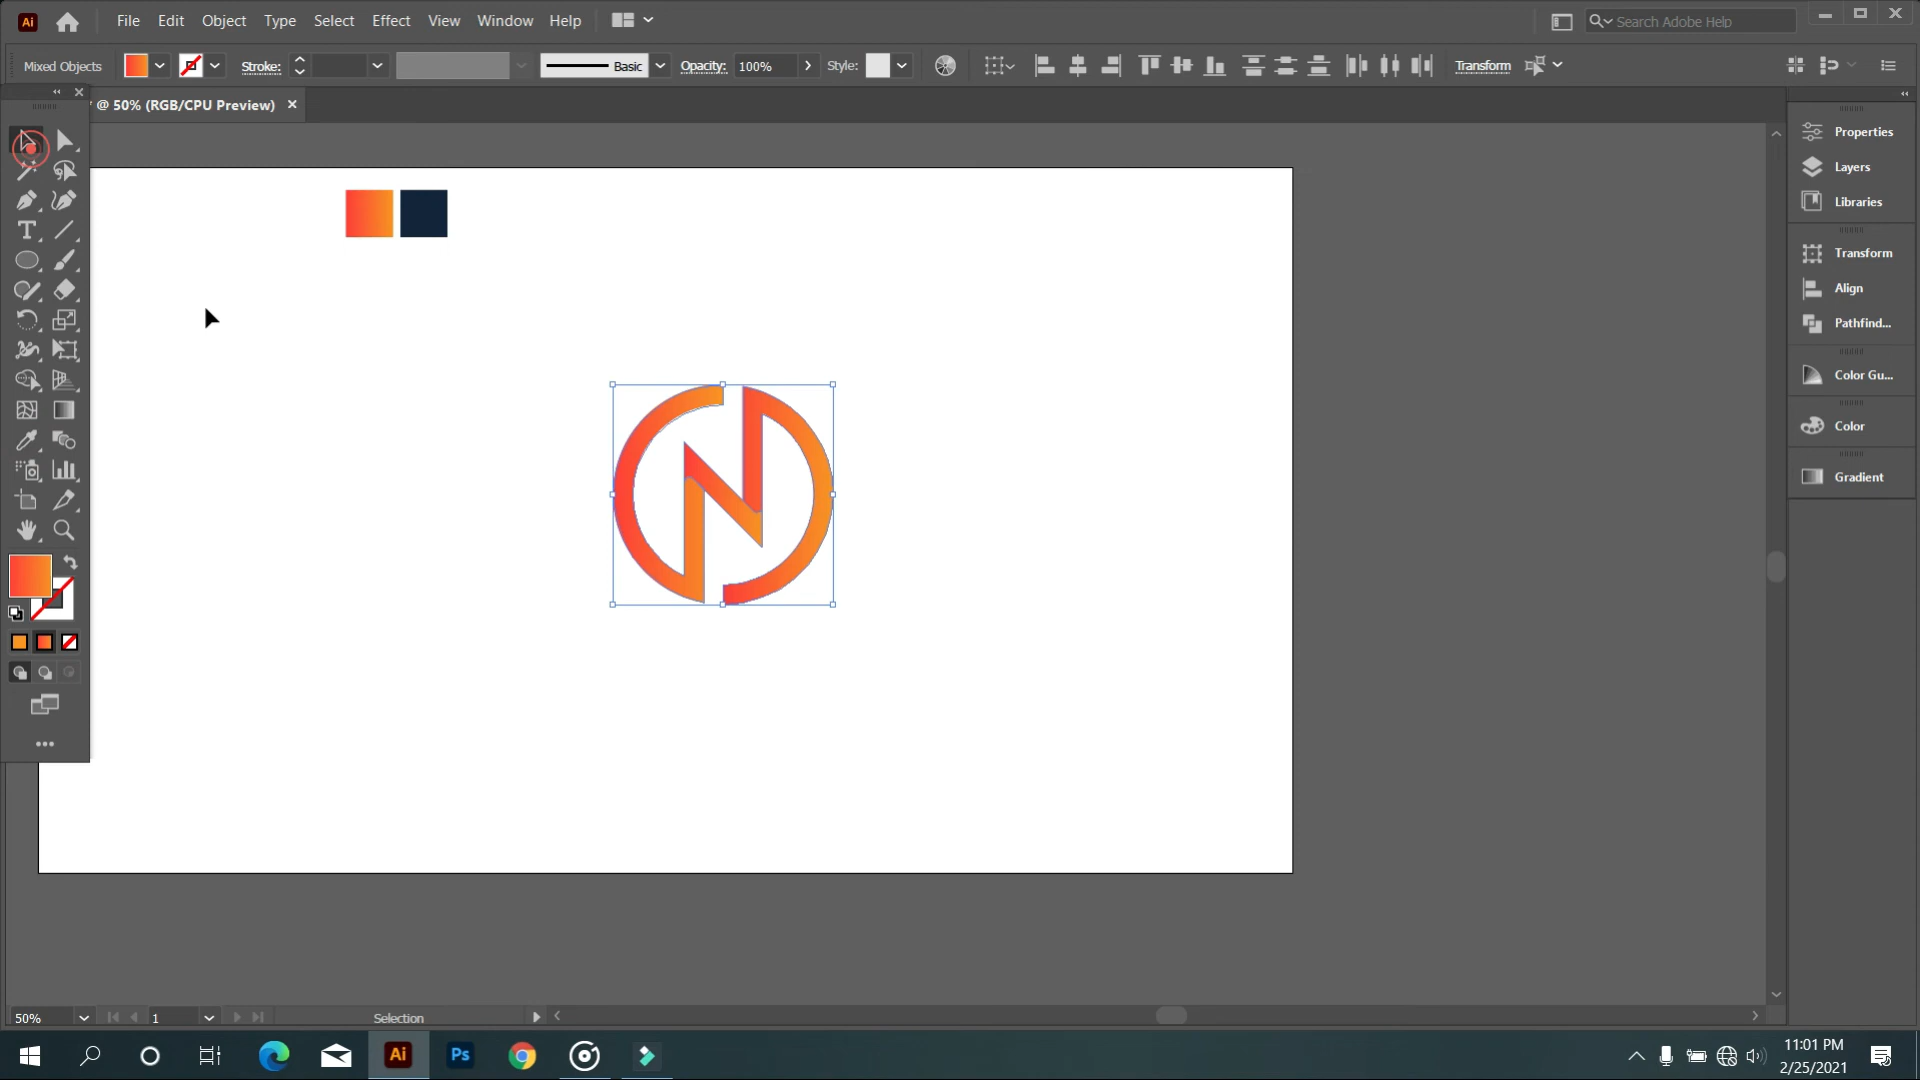 Ai File Edit Object Type Select Effect View Window Help Search Adobe Help
Mixed Objects Stroke: Basic Opacity: 100% Style: Transform
* @ 50% (RGB/CPU Preview) ×
Properties
Layers
Libraries
Transform
Align
Pathfind...
Color Gu...
Color
Gradient
T
N
50% 1 Selection
Ai Ps
11:01 PM
2/25/2021